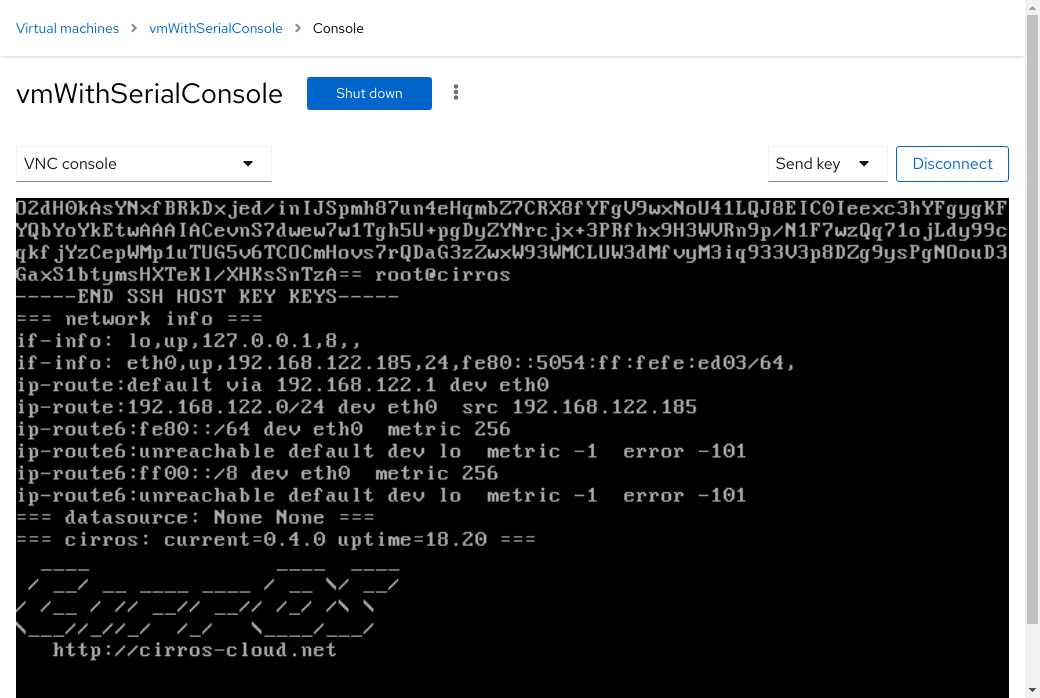 Virtual machines > vmWithSerialConsole > Console
vmWithSerialConsole Shut down
VNC console Send key Disconnect
O2dH0kAsYNxfBRkDxjed/inIJSpmh87un4eHqmbZ7CRX8fYFgV9wxNoU41LQJ8EIC0Ieexc3hYFgygKF
YQbYoYkEtwAAAIACevnS7dwew7w1Tgh5U+pgDyZYNrcjx+3PRfhx9H3WVRn9p/N1F7wzQq71ojLdy99c
qkfjYzCepWMp1uTUG5v6TCOCmHovs7rQDaG3zZwxW93WMCLUW3dMfvyM3iq933V3p8DZg9ysPgNOouD3
GaxS1btymsHXTeKl/XHKsSnTzA== root@cirros
-----END SSH HOST KEY KEYS-----
=== network info ===
if-info: lo,up,127.0.0.1,8,,
if-info: eth0,up,192.168.122.185,24,fe80::5054:ff:fefe:ed03/64,
ip-route:default via 192.168.122.1 dev eth0
ip-route:192.168.122.0/24 dev eth0  src 192.168.122.185
ip-route6:fe80::/64 dev eth0  metric 256
ip-route6:unreachable default dev lo  metric -1  error -101
ip-route6:ff00::/8 dev eth0  metric 256
ip-route6:unreachable default dev lo  metric -1  error -101
=== datasource: None None ===
=== cirros: current=0.4.0 uptime=18.20 ===
http://cirros-cloud.net